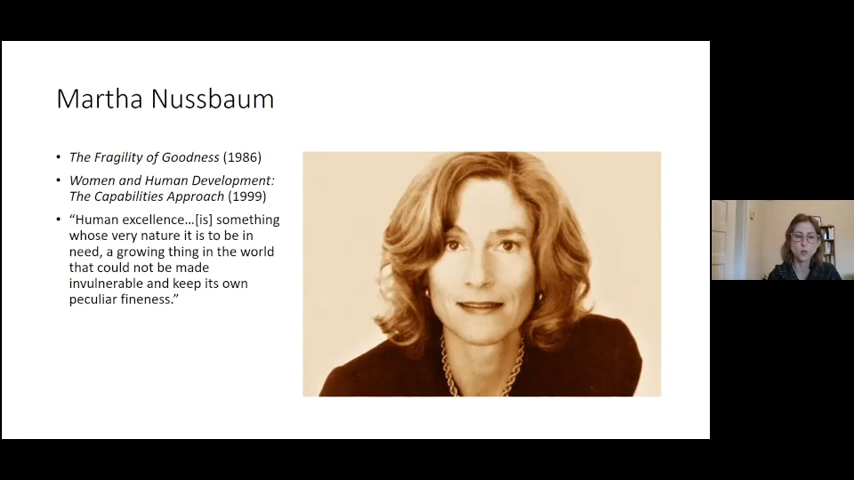 Martha Nussbaum
• The Fragility of Goodness (1986)
• Women and Human Development:
The Capabilities Approach (1999)
• “Human excellence...[is] something
whose very nature it is to be in
need, a growing thing in the world
that could not be made
invulnerable and keep its own
peculiar fineness.”